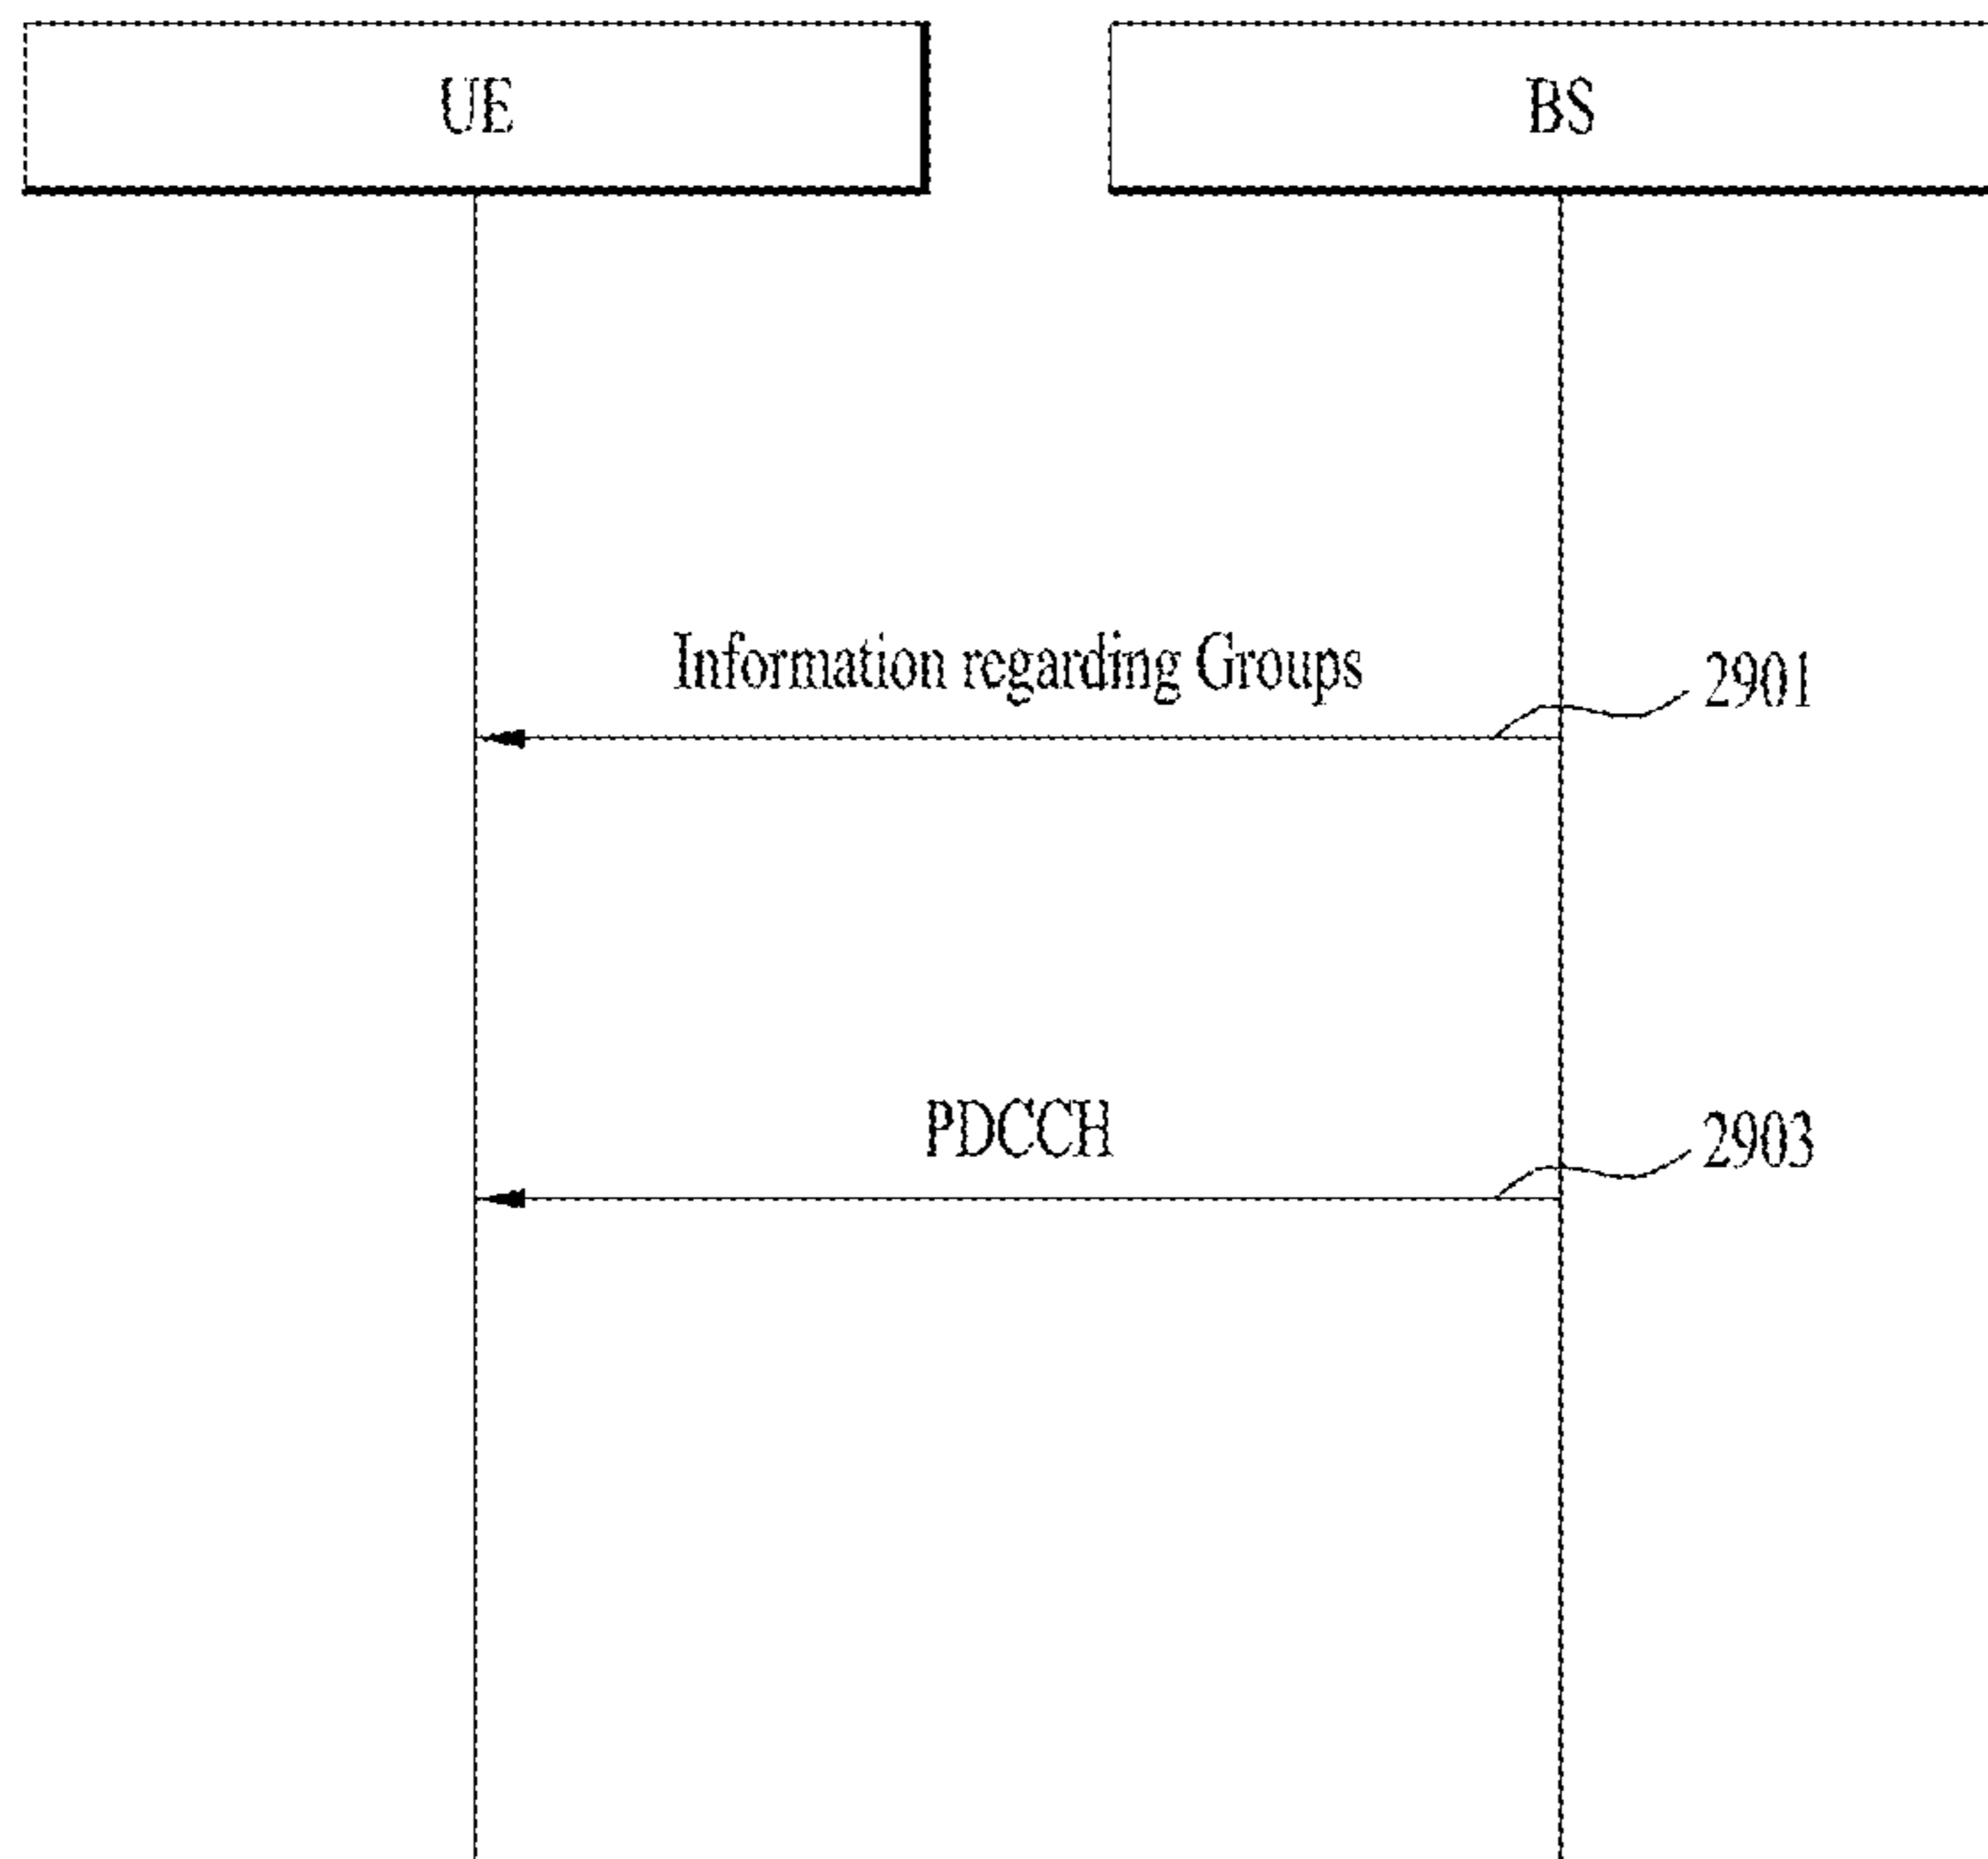 UE
BS
Information regarding Groups
2901
PDCCH
2903